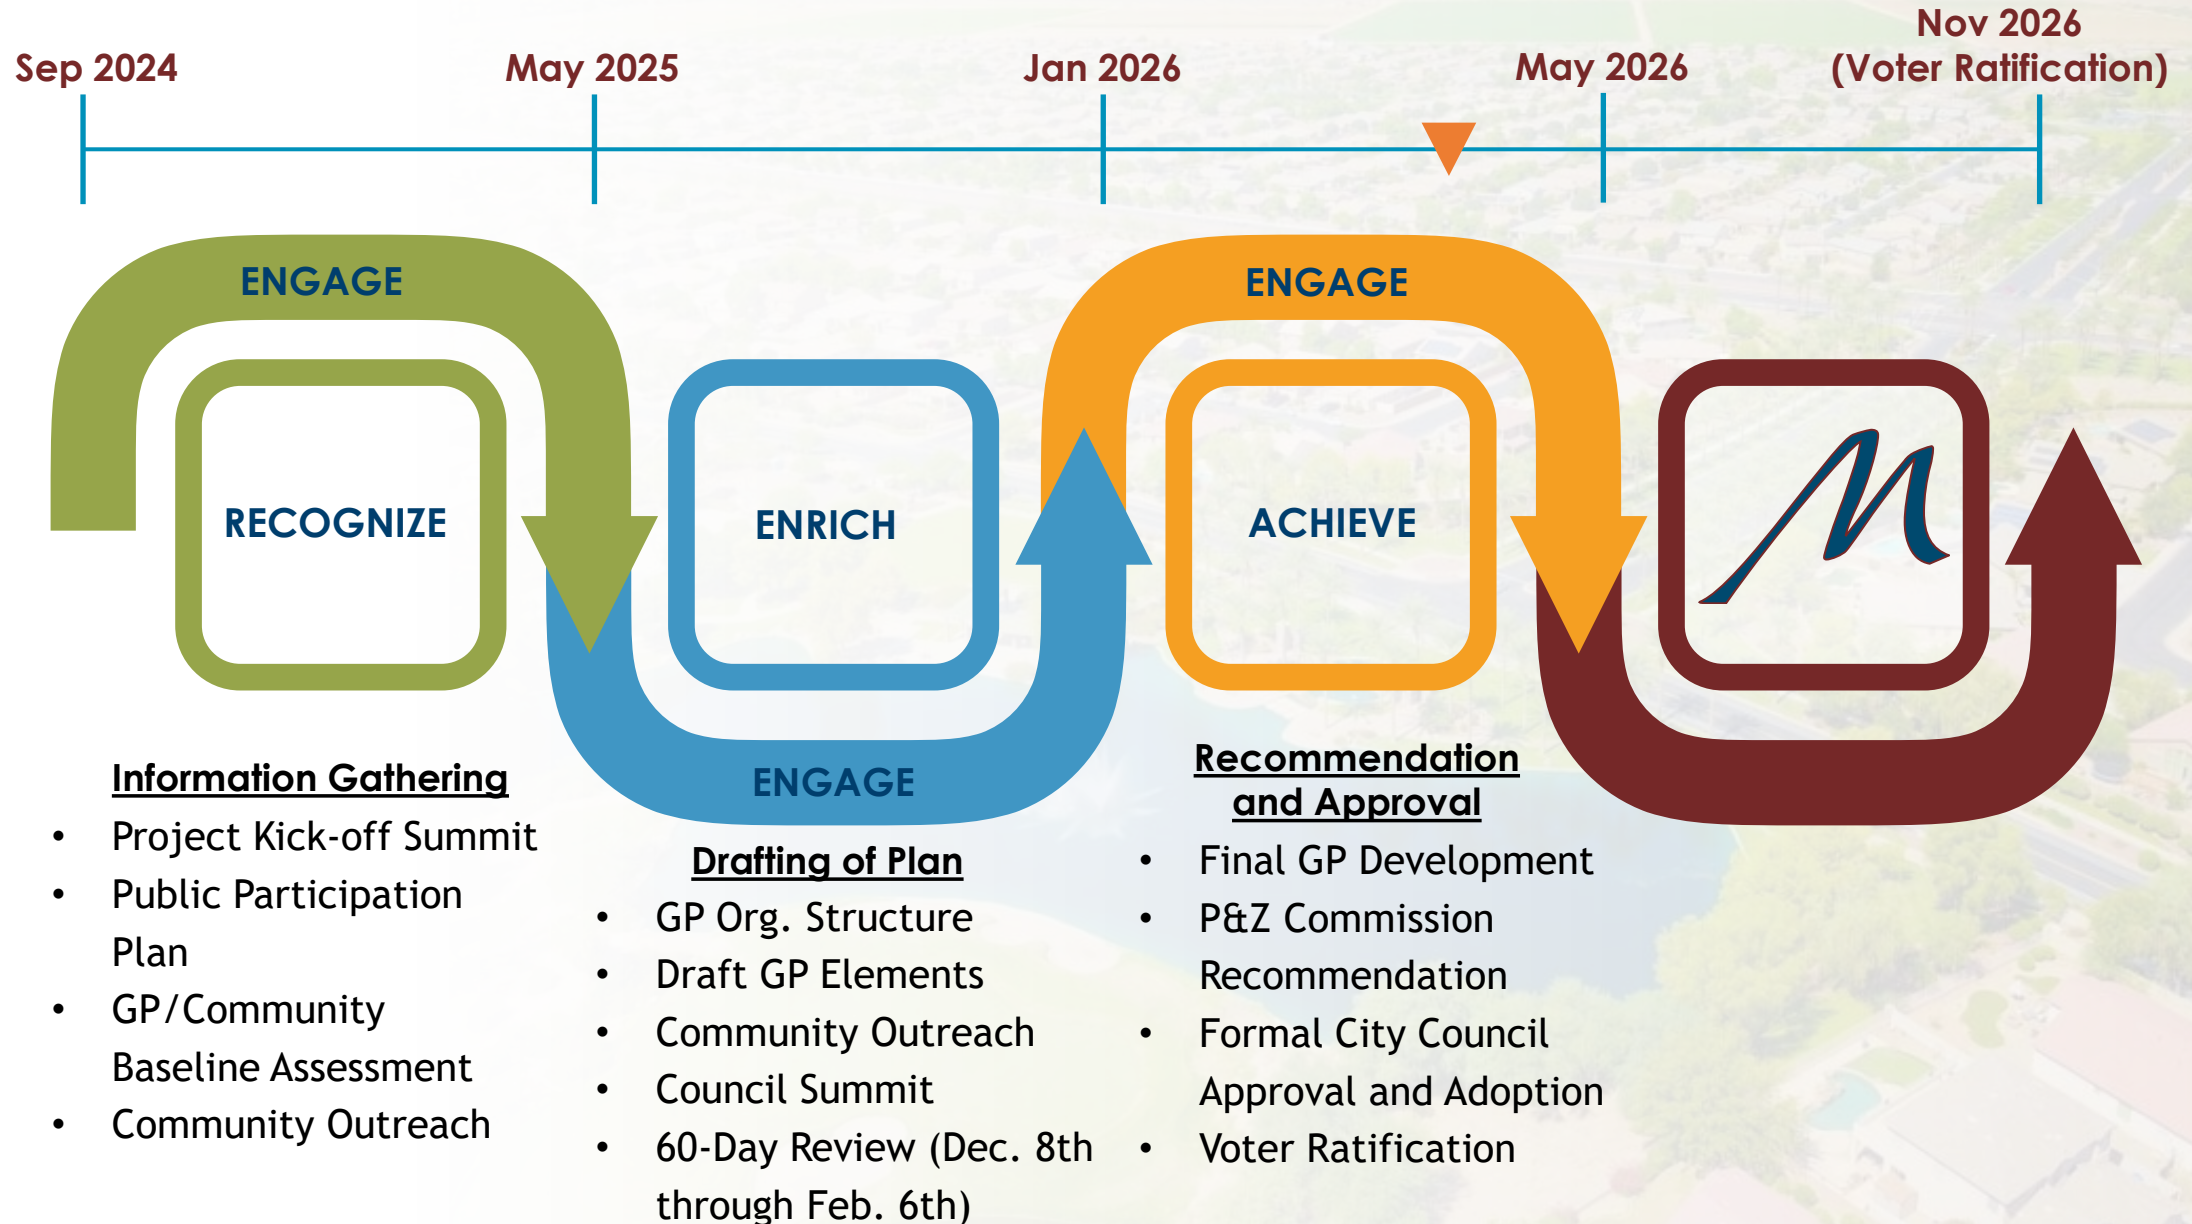 Sep 2024
May 2025
Jan 2026
May 2026
Nov 2026
(Voter Ratification)
ENGAGE
ENGAGE
RECOGNIZE
ENRICH
ACHIEVE
M
ENGAGE
Information Gathering
• Project Kick-off Summit
• Public Participation
Plan
• GP/Community
Baseline Assessment
• Community Outreach
Drafting of Plan
• GP Org. Structure
• Draft GP Elements
• Community Outreach
• Council Summit
• 60-Day Review (Dec. 8th
through Feb. 6th)
Recommendation
and Approval
• Final GP Development
• P&Z Commission
Recommendation
• Formal City Council
Approval and Adoption
• Voter Ratification